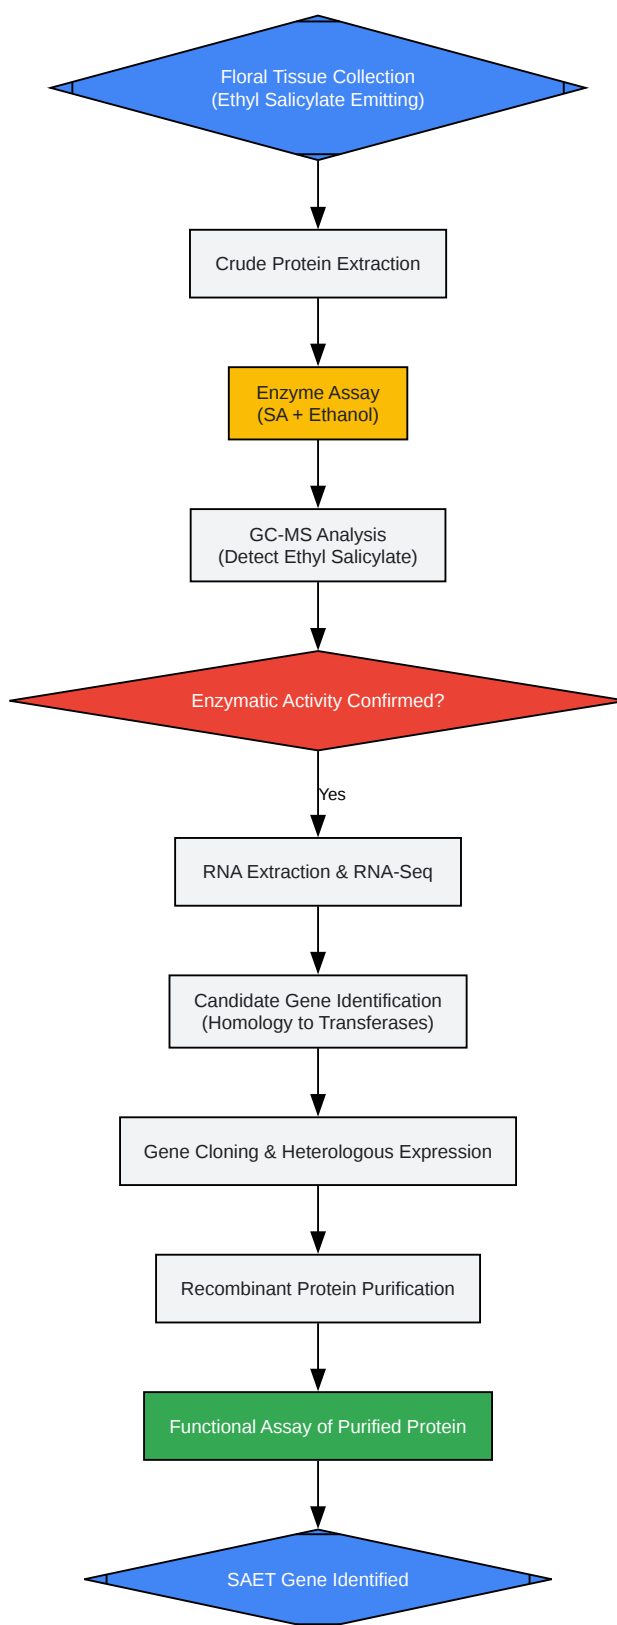 Floral Tissue Collection
(Ethyl Salicylate Emitting)
Crude Protein Extraction
Enzyme Assay
(SA + Ethanol)
GC-MS Analysis
(Detect Ethyl Salicylate)
Enzymatic Activity Confirmed?
Yes
RNA Extraction & RNA-Seq
Candidate Gene Identification
(Homology to Transferases)
Gene Cloning & Heterologous Expression
Recombinant Protein Purification
Functional Assay of Purified Protein
SAET Gene Identified